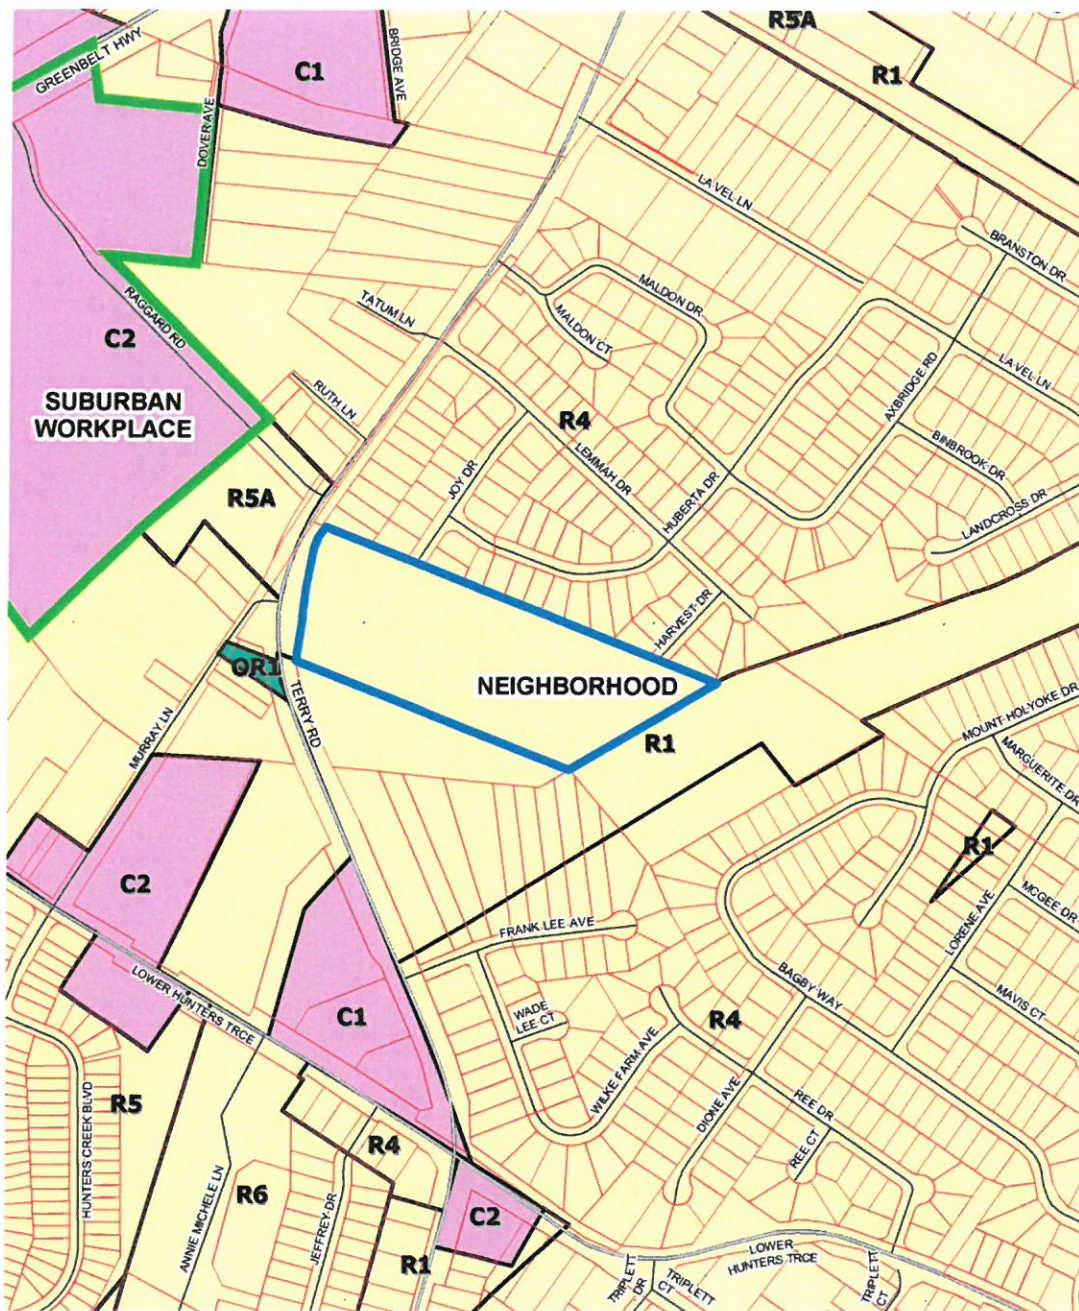 R5A
GREENBELT HWY
BRIDGE AVE
C1
R1
DOVER AVE
LA VEL LN
BRANSTON DR
RAGGARD RD
MALDON DR
TATUM LN
MALDON CT
C2
LA VEL LN
AXBRIDGE RD
SUBURBAN
WORKPLACE
RUTH LN
R4
BINBROOK DR
LEMMAH DR
JOY DR
HUBERTA DR
R5A
LANDCROSS DR
HARVEST DR
OR1
NEIGHBORHOOD
TERRY RD
MURRAY LN
R1
MOUNT HOLYOKE DR
MARGUERITE DR
R1
C2
MCGEE DR
LORENE AVE
FRANK LEE AVE
BAGBY WAY
LOWER HUNTERS TRCE
MAVIS CT
C1
WADE
LEE CT
R4
WILKE FARM AVE
DIONE AVE
REE DR
R5
HUNTERS CREEK BLVD
R4
REE CT
ANNIE MICHELE LN
R6
JEFFREY DR
C2
R1
LOWER
HUNTERS TRCE
TRIPLETT
DR
TRIPLETT
CT
TRIPLETT
CT